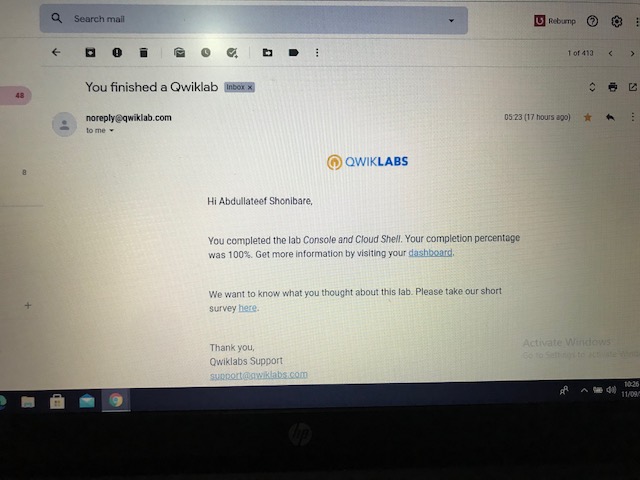 Search mail
Rebump
1 of 413
You finished a Qwiklab Inbox x
48
noreply@qwiklab.com 05:23 (17 hours ago)
to me
QWIKLABS
Hi Abdullateef Shonibare,
You completed the lab Console and Cloud Shell. Your completion percentage
was 100%. Get more information by visiting your dashboard.
We want to know what you thought about this lab. Please take our short
survey here.
Thank you,
Qwiklabs Support
support@qwiklabs.com
Activate Windows
Go to Settings to activate
10:26
11/09/
hp